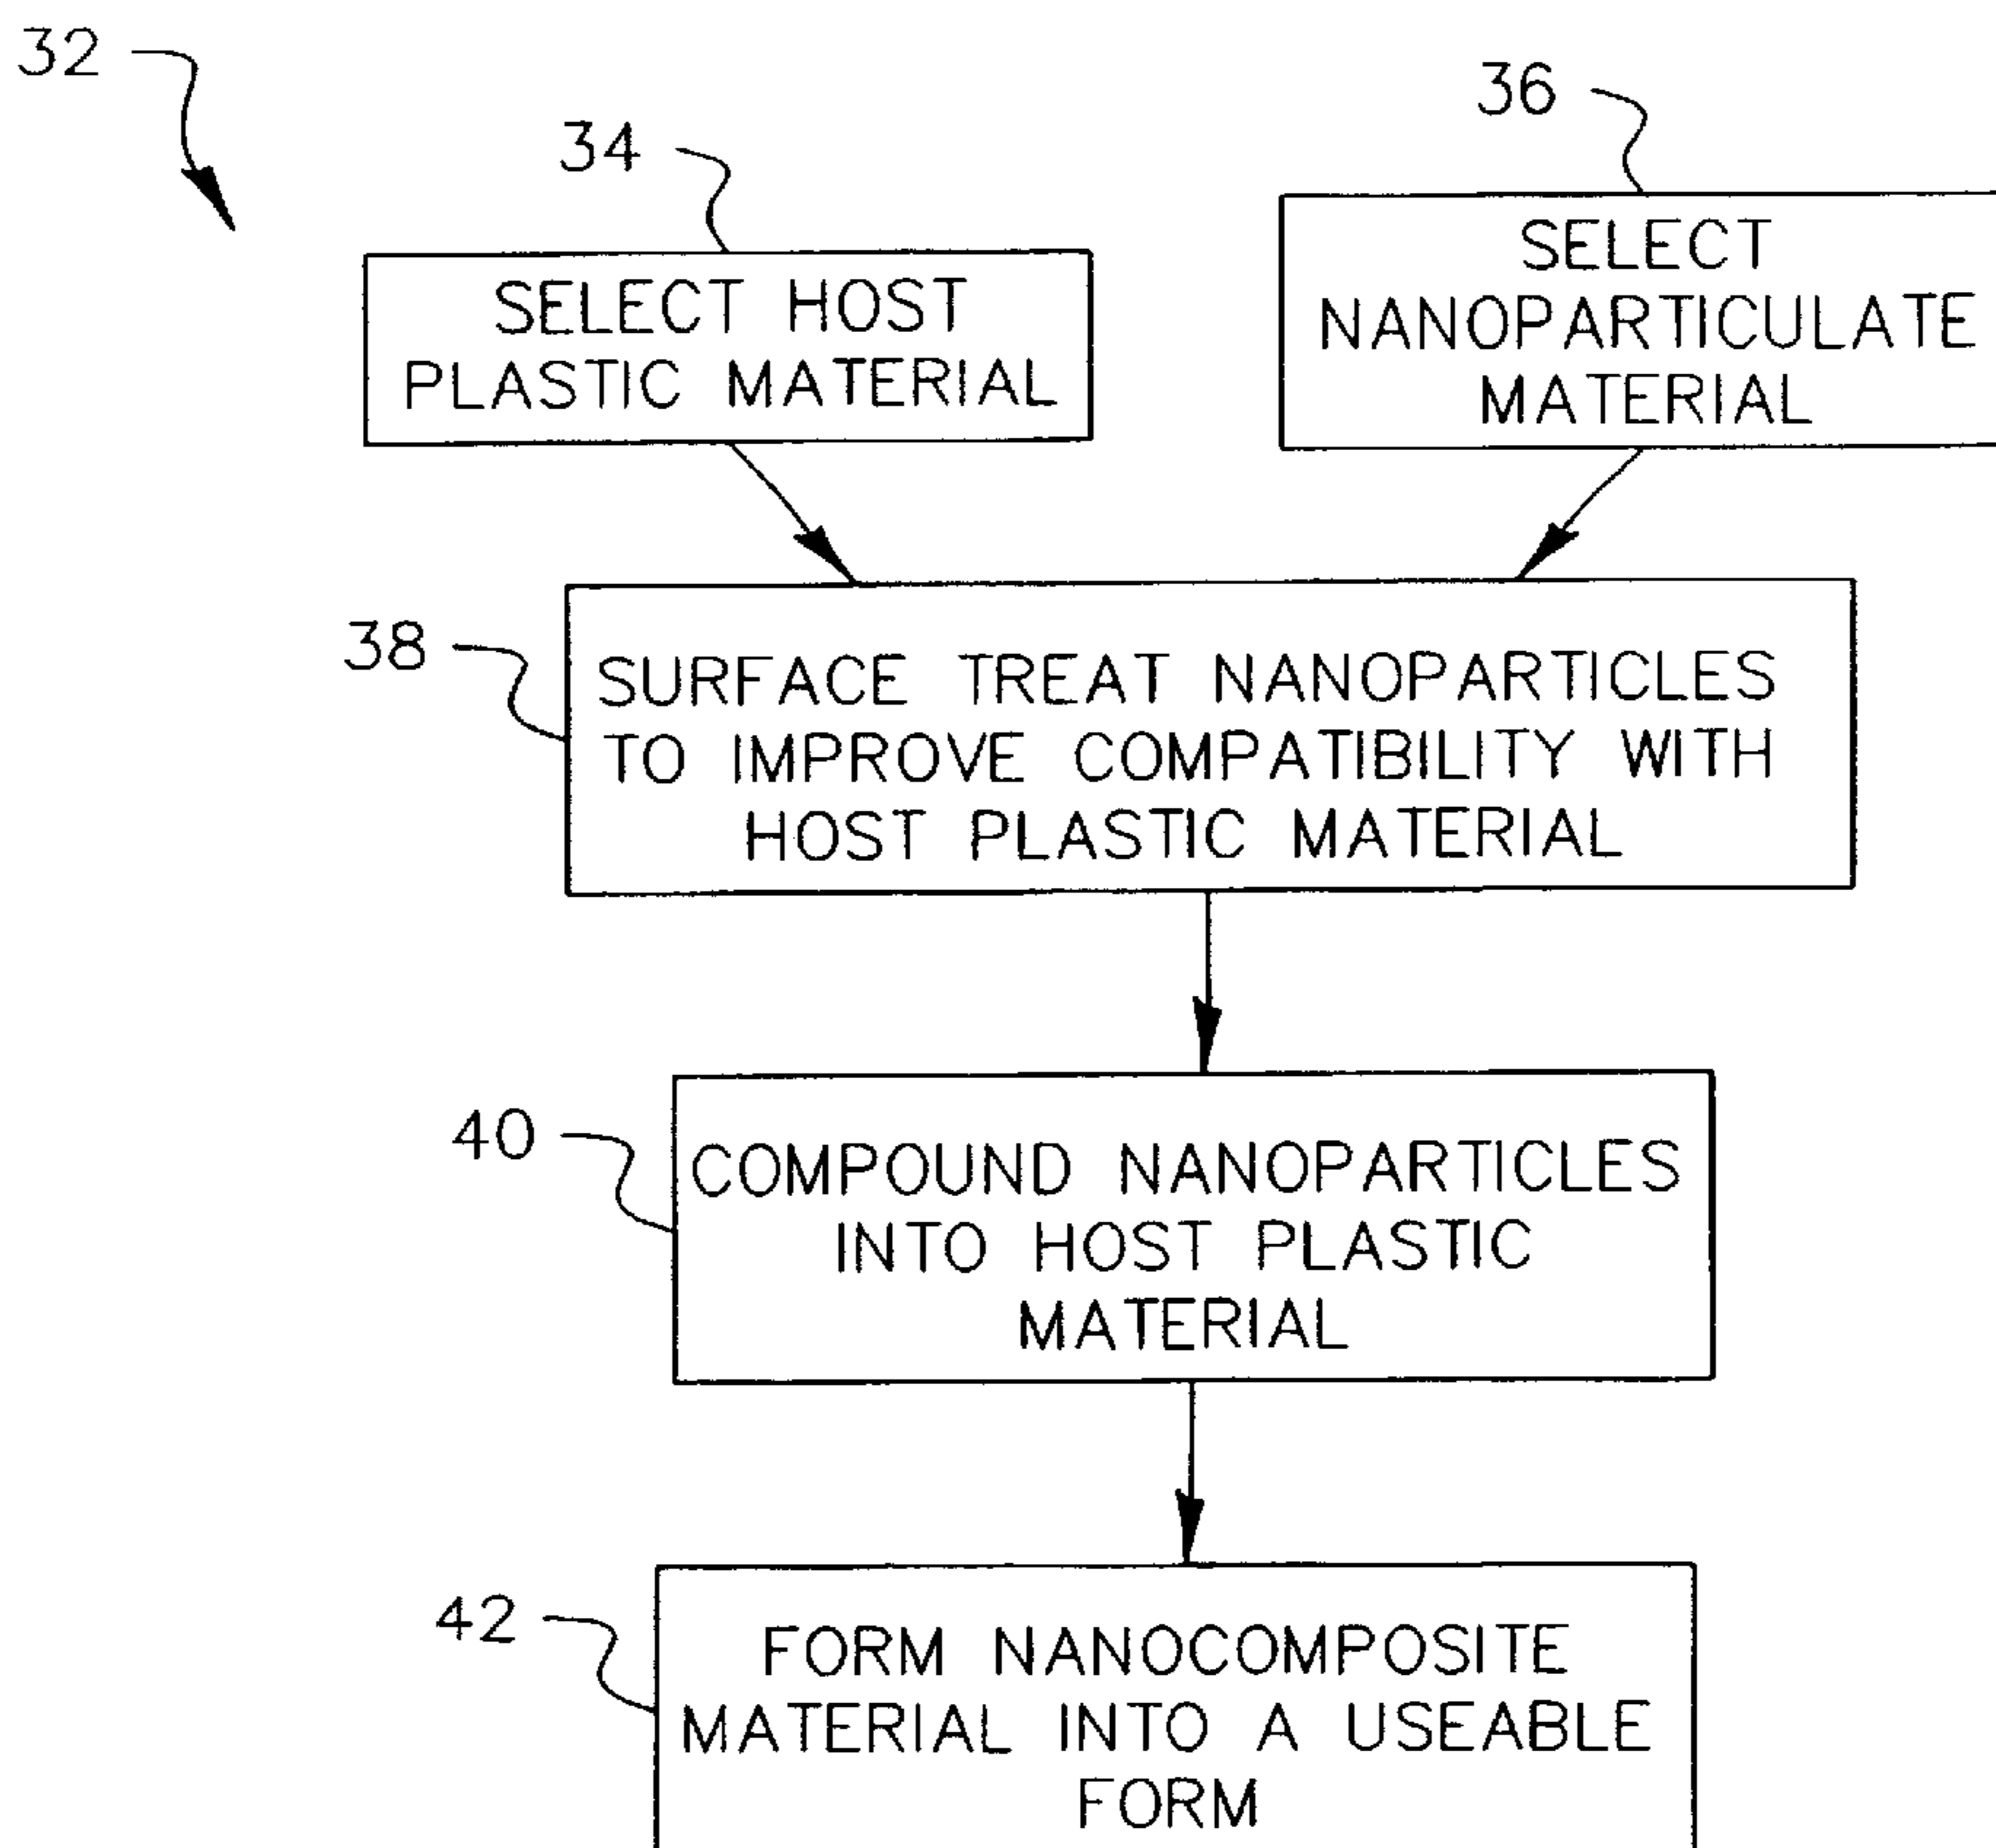 32
34
36
SELECT HOST
PLASTIC MATERIAL
SELECT
NANOPARTICULATE
MATERIAL
38
SURFACE TREAT NANOPARTICLES
TO IMPROVE COMPATIBILITY WITH
HOST PLASTIC MATERIAL
40
COMPOUND NANOPARTICLES
INTO HOST PLASTIC
MATERIAL
42
FORM NANOCOMPOSITE
MATERIAL INTO A USEABLE
FORM